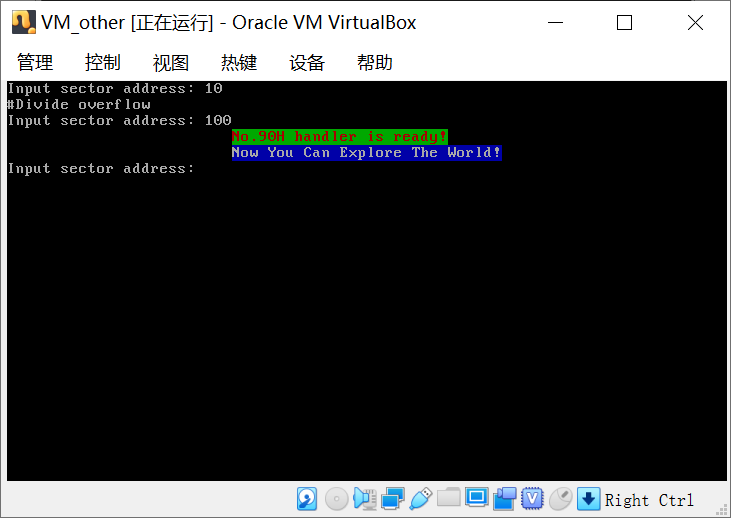 VM_other [正在运行] - Oracle VM VirtualBox
管理 控制 视图 热键 设备 帮助
Input sector address: 10
#Divide overflow
Input sector address: 100
No.90H handler is ready!
Now You Can Explore The World!
Input sector address:
Right Ctrl